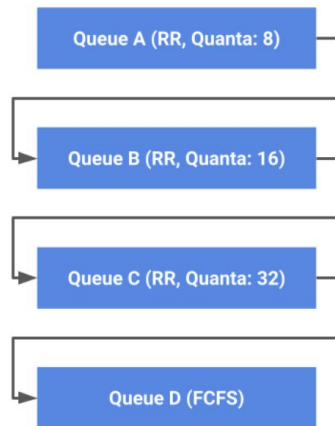 Queue A (RR, Quanta: 8)
Queue B (RR, Quanta: 16)
Queue C (RR, Quanta: 32)
Queue D (FCFS)